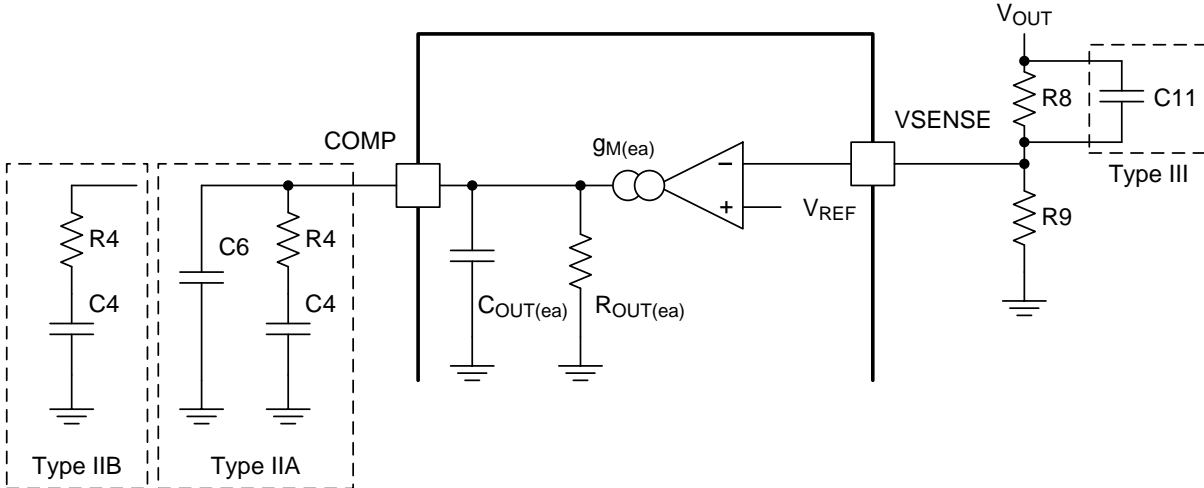 VOUT
R8
C11
Type III
VSENSE
R9
COMP
gM(ea)
−
+
VREF
COUT(ea)
ROUT(ea)
R4
C4
Type IIB
C6
R4
C4
Type IIA